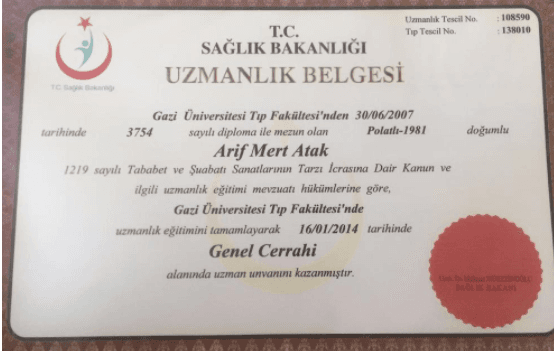 Uzmanlık Tescil No. : 108590
Tıp Tescil No. : 138010
T.C.
SAĞLIK BAKANLIĞI
UZMANLIK BELGESİ
T.C. Sağlık Bakanlığı
Gazi Üniversitesi Tıp Fakültesi'nden 30/06/2007
tarihinde 3754 sayılı diploma ile mezun olan Polatlı-1981 doğumlu
Arif Mert Atak
1219 sayılı Tababet ve Şuabatı Sanatlarının Tarzı İcrasına Dair Kanun ve
ilgili uzmanlık eğitimi mevzuatı hükümlerine göre,
Gazi Üniversitesi Tıp Fakültesi'nde
uzmanlık eğitimini tamamlayarak 16/01/2014 tarihinde
Genel Cerrahi
alanında uzman unvanını kazanmıştır.
SAĞLIK BAKANI